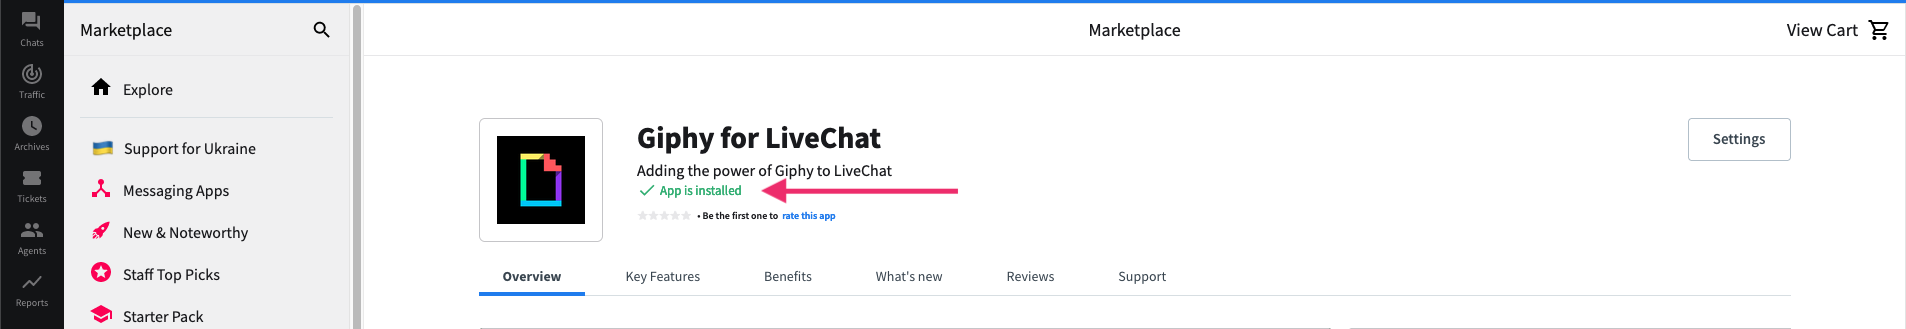 Chats
Traffic
Archives
Tickets
Agents
Reports
Marketplace
Explore
Support for Ukraine
Messaging Apps
New & Noteworthy
Staff Top Picks
Starter Pack
Marketplace
View Cart
Giphy for LiveChat
Adding the power of Giphy to LiveChat
App is installed
• Be the first one to rate this app
Settings
Overview Key Features Benefits What's new Reviews Support